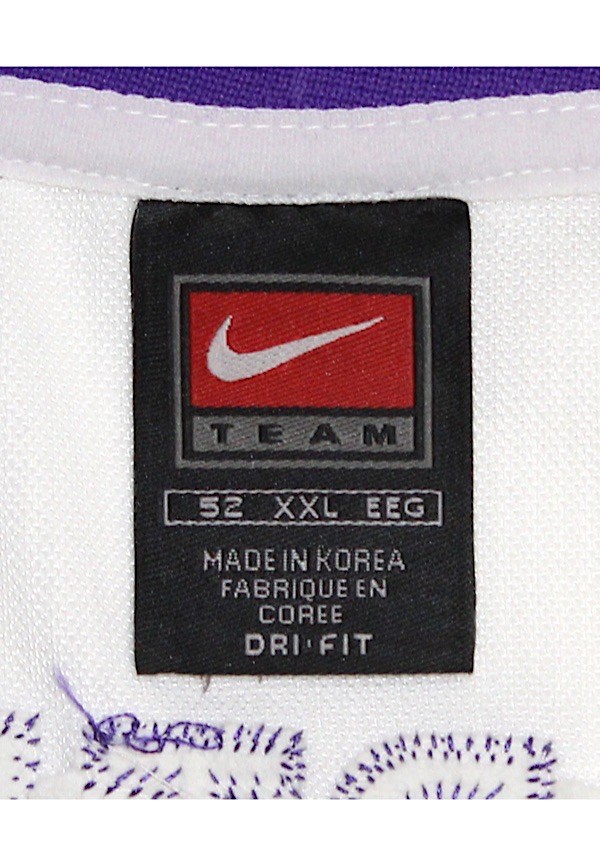 TEAM
52 XXL EEG
MADE IN KOREA
FABRIQUE EN
COREE
DRI·FIT